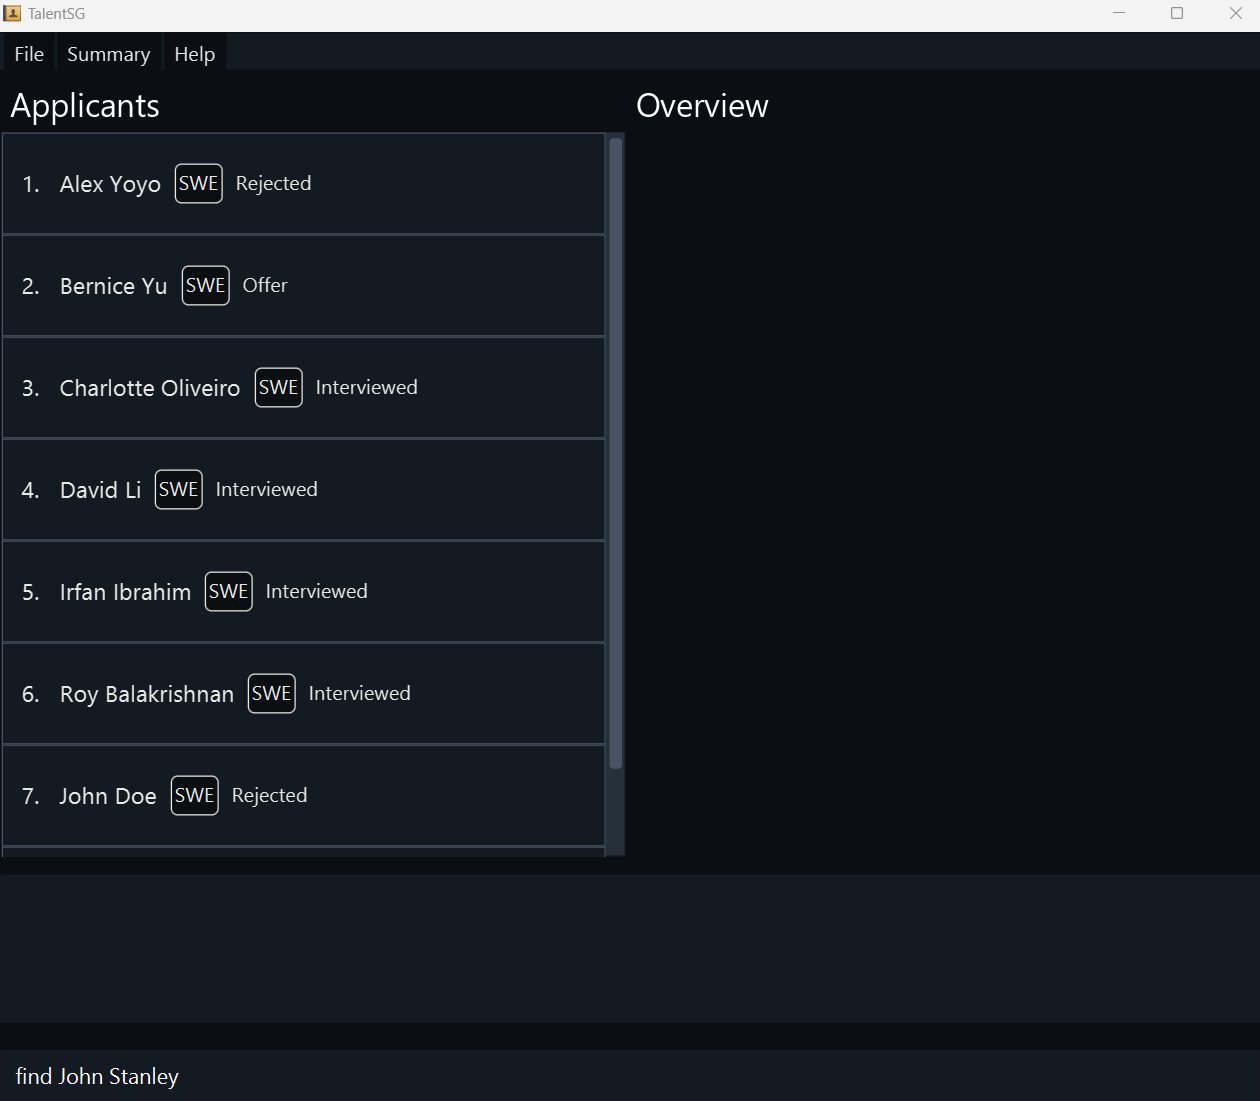 TalentSG
File Summary Help
Applicants
Overview
1. Alex Yoyo SWE Rejected
2. Bernice Yu SWE Offer
3. Charlotte Oliveiro SWE Interviewed
4. David Li SWE Interviewed
5. Irfan Ibrahim SWE Interviewed
6. Roy Balakrishnan SWE Interviewed
7. John Doe SWE Rejected
find John Stanley